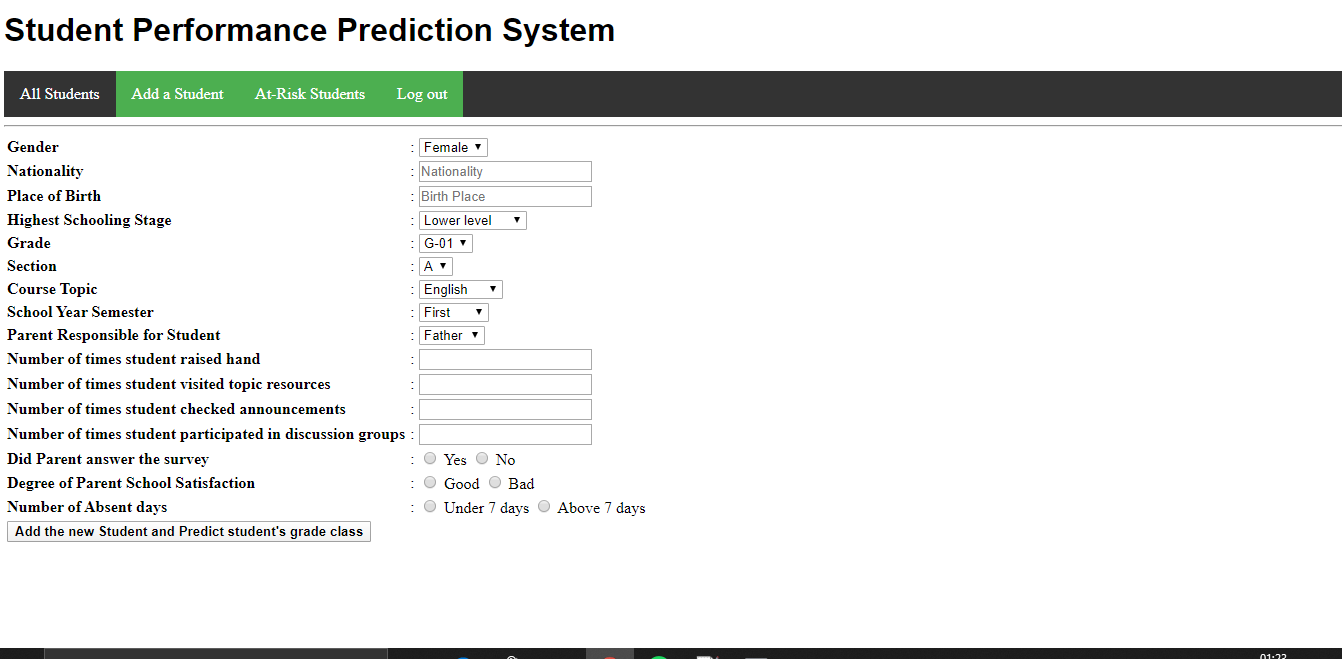 Student Performance Prediction System
All Students Add a Student At-Risk Students Log out
Gender : Female
Nationality : Nationality
Place of Birth : Birth Place
Highest Schooling Stage : Lower level
Grade : G-01
Section : A
Course Topic : English
School Year Semester : First
Parent Responsible for Student : Father
Number of times student raised hand :
Number of times student visited topic resources :
Number of times student checked announcements :
Number of times student participated in discussion groups :
Did Parent answer the survey : Yes No
Degree of Parent School Satisfaction : Good Bad
Number of Absent days : Under 7 days Above 7 days
Add the new Student and Predict student's grade class